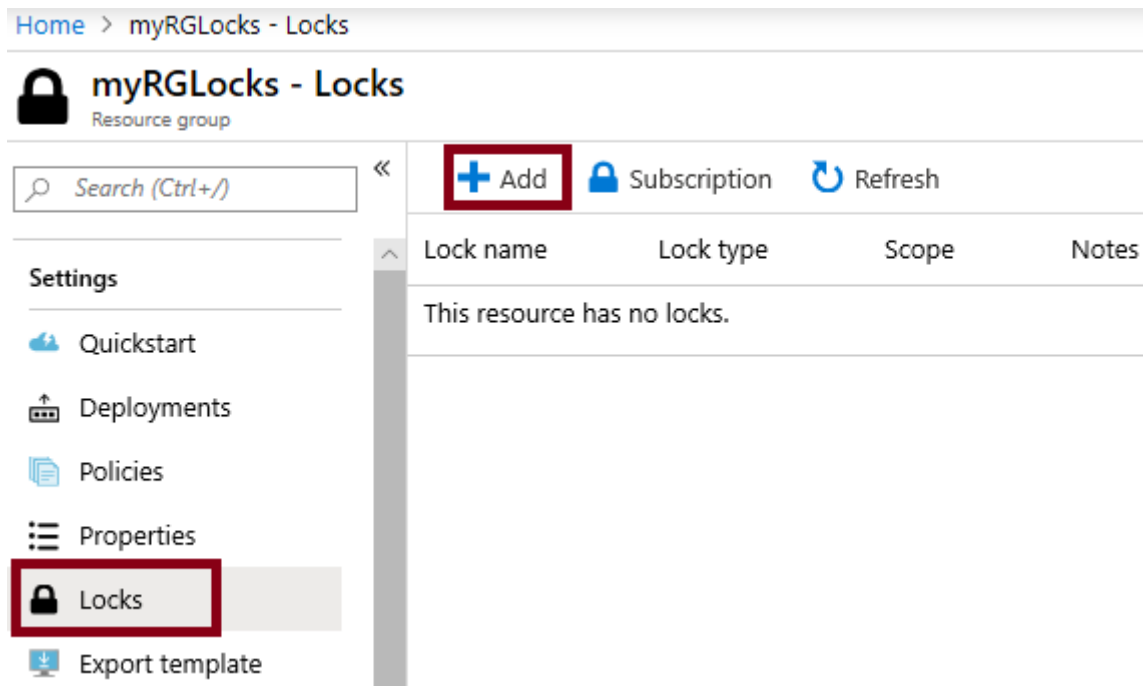 Home > myRGLocks - Locks
myRGLocks - Locks
Resource group
Search (Ctrl+/)
«
Add Subscription Refresh
Settings
Quickstart
Deployments
Policies
Properties
Locks
Export template
Lock name Lock type Scope Notes
This resource has no locks.